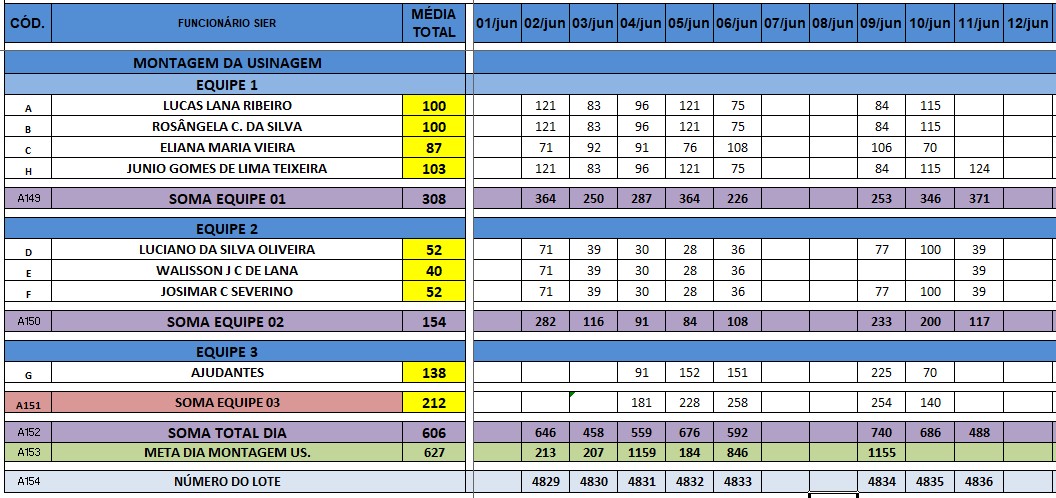 CÓD. FUNCIONÁRIO SIER MÉDIA TOTAL 01/jun 02/jun 03/jun 04/jun 05/jun 06/jun 07/jun 08/jun 09/jun 10/jun 11/jun 12/jun
MONTAGEM DA USINAGEM
EQUIPE 1
A LUCAS LANA RIBEIRO 100 121 83 96 121 75 84 115
B ROSÂNGELA C. DA SILVA 100 121 83 96 121 75 84 115
C ELIANA MARIA VIEIRA 87 71 92 91 76 108 106 70
H JUNIO GOMES DE LIMA TEIXEIRA 103 121 83 96 121 75 84 115 124
A149 SOMA EQUIPE 01 308 364 250 287 364 226 253 346 371
EQUIPE 2
D LUCIANO DA SILVA OLIVEIRA 52 71 39 30 28 36 77 100 39
E WALISSON J C DE LANA 40 71 39 30 28 36 39
F JOSIMAR C SEVERINO 52 71 39 30 28 36 77 100 39
A150 SOMA EQUIPE 02 154 282 116 91 84 108 233 200 117
EQUIPE 3
G AJUDANTES 138 91 152 151 225 70
A151 SOMA EQUIPE 03 212 181 228 258 254 140
A152 SOMA TOTAL DIA 606 646 458 559 676 592 740 686 488
A153 META DIA MONTAGEM US. 627 213 207 1159 184 846 1155
A154 NÚMERO DO LOTE 4829 4830 4831 4832 4833 4834 4835 4836